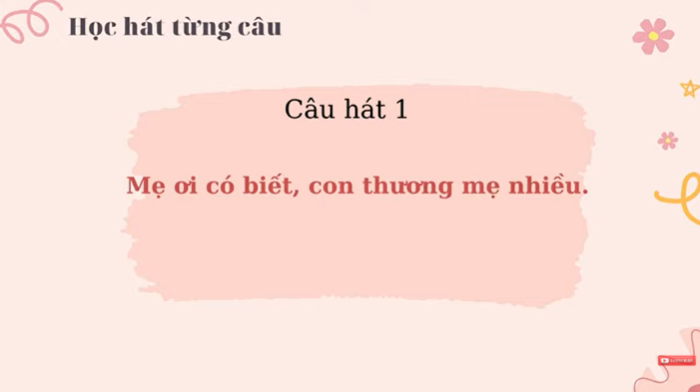 Học hát từng câu
Câu hát 1
Mẹ ơi có biết, con thương mẹ nhiều.